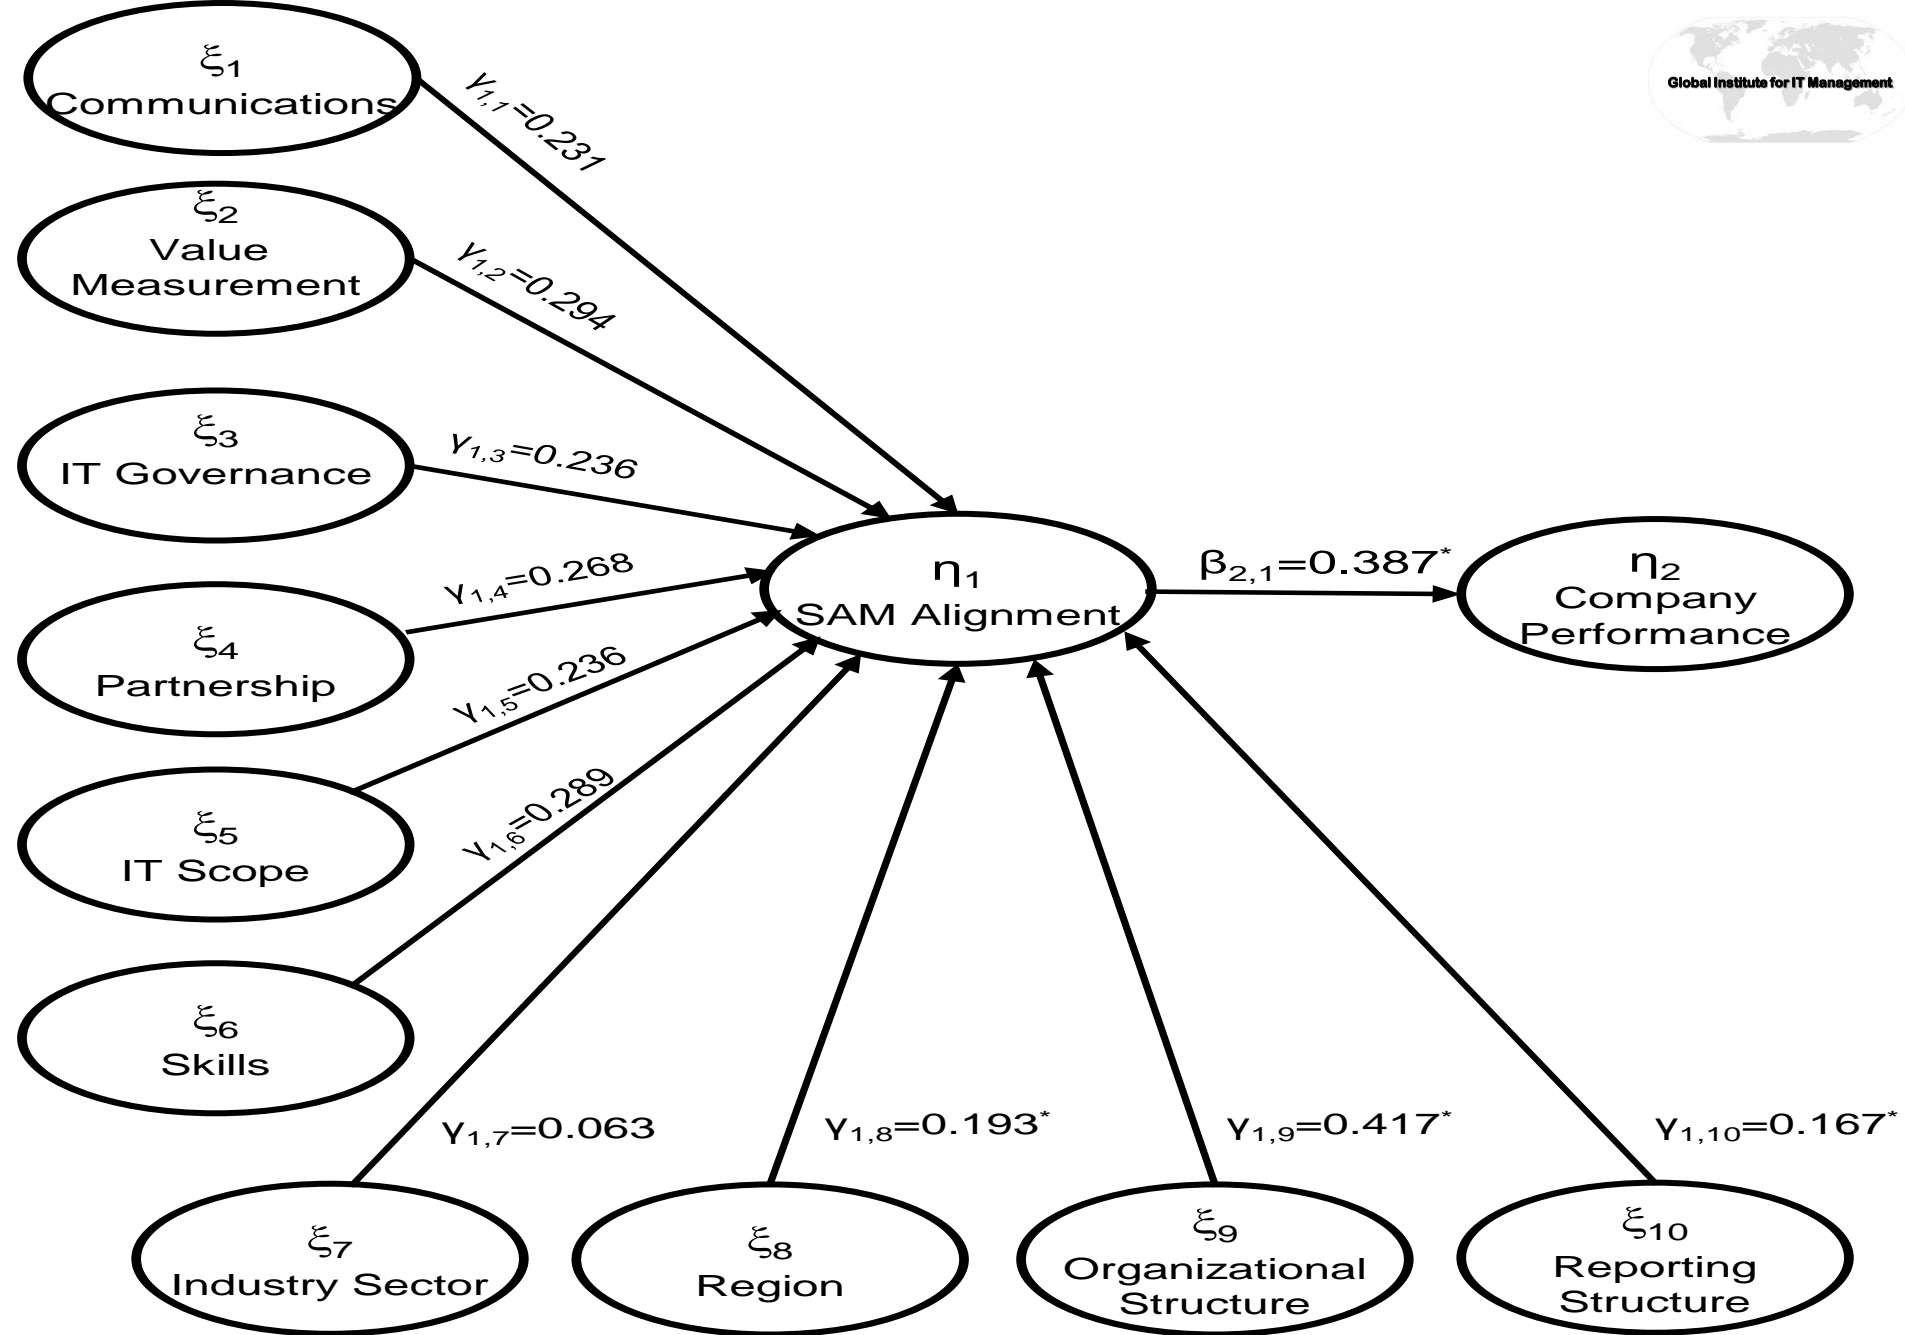 ξ1
Communications
γ1,1=0.231
Global Institute for IT Management
ξ2
Value
Measurement
γ1,2=0.294
ξ3
IT Governance
γ1,3=0.236
ξ4
Partnership
γ1,4=0.268
η1
SAM Alignment
β2,1=0.387*
η2
Company
Performance
ξ5
IT Scope
γ1,5=0.236
ξ6
Skills
γ1,6=0.289
γ1,7=0.063
γ1,8=0.193*
γ1,9=0.417*
γ1,10=0.167*
ξ7
Industry Sector
ξ8
Region
ξ9
Organizational
Structure
ξ10
Reporting
Structure